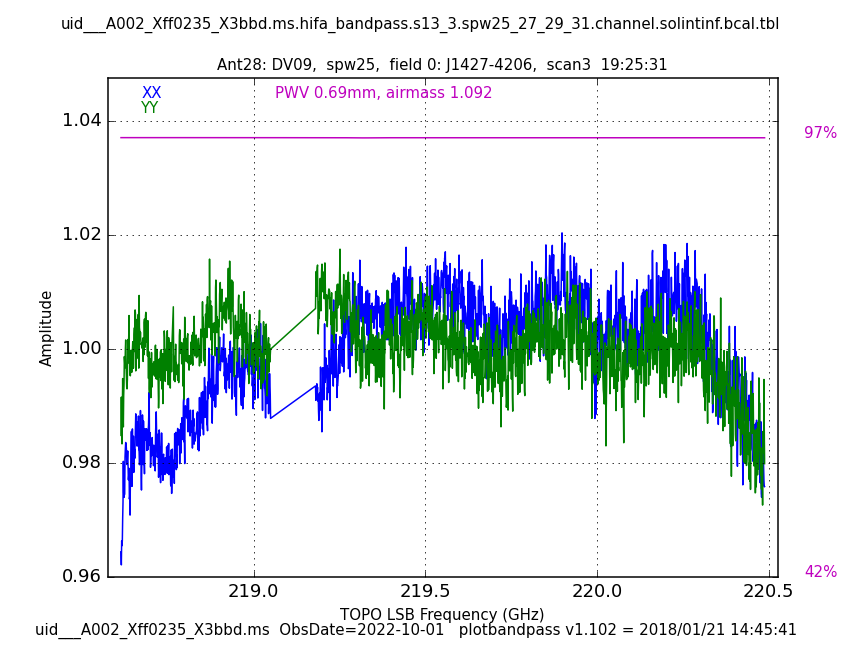 uid___A002_Xff0235_X3bbd.ms.hifa_bandpass.s13_3.spw25_27_29_31.channel.solintinf.bcal.tbl
Ant28: DV09, spw25, field 0: J1427-4206, scan3 19:25:31
XX
PWV 0.69mm, airmass 1.092
YY
1.04
97%
1.02
Amplitude
1.00
0.98
0.96
42%
219.0
219.5
220.0
220.5
TOPO LSB Frequency (GHz)
uid___A002_Xff0235_X3bbd.ms ObsDate=2022-10-01 plotbandpass v1.102 = 2018/01/21 14:45:41